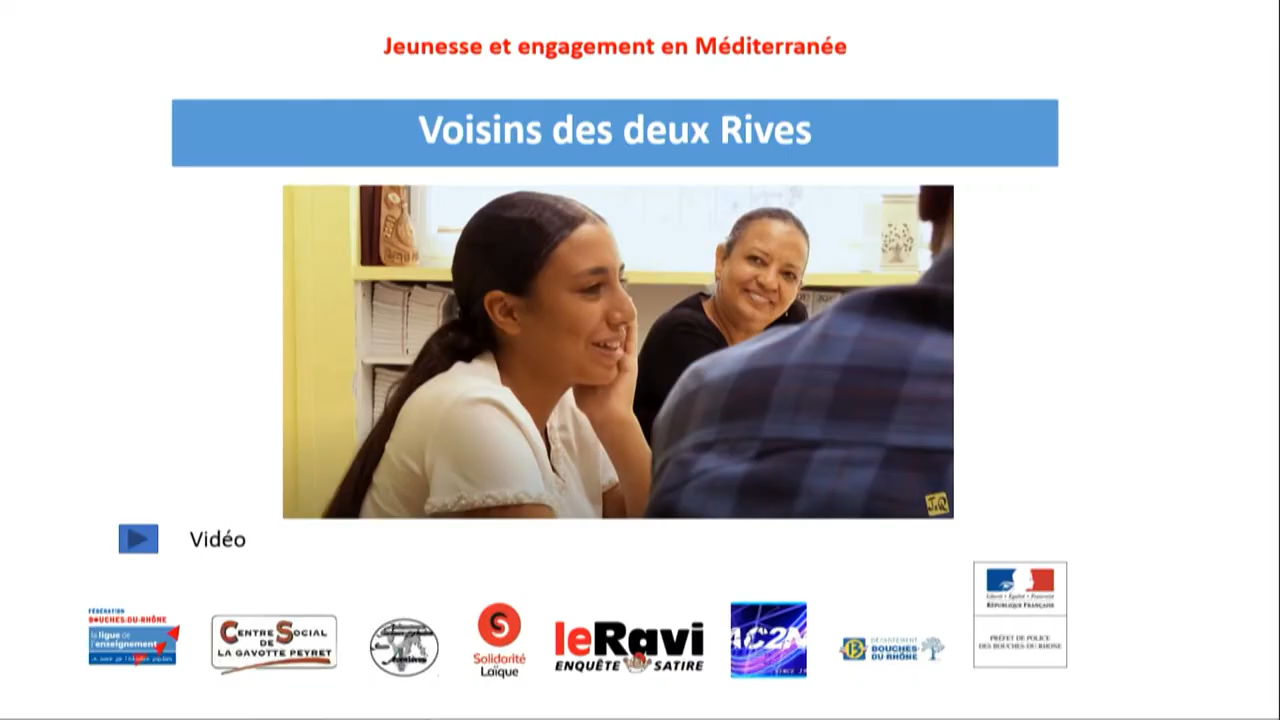 Jeunesse et engagement en Méditerranée
Voisins des deux Rives
Vidéo
FÉDÉRATION
BOUCHES-DU-RHÔNE
la ligue de
l'enseignement
CENTRE SOCIAL
DE
LA GAVOTTE PEYRET
Solidarité
Laïque
leRavi
ENQUÊTE SATIRE
AC2N
DÉPARTEMENT
BOUCHES-
DU-RHÔNE
Liberté • Égalité • Fraternité
RÉPUBLIQUE FRANÇAISE
PRÉFET DE POLICE
DES BOUCHES-DU-RHÔNE